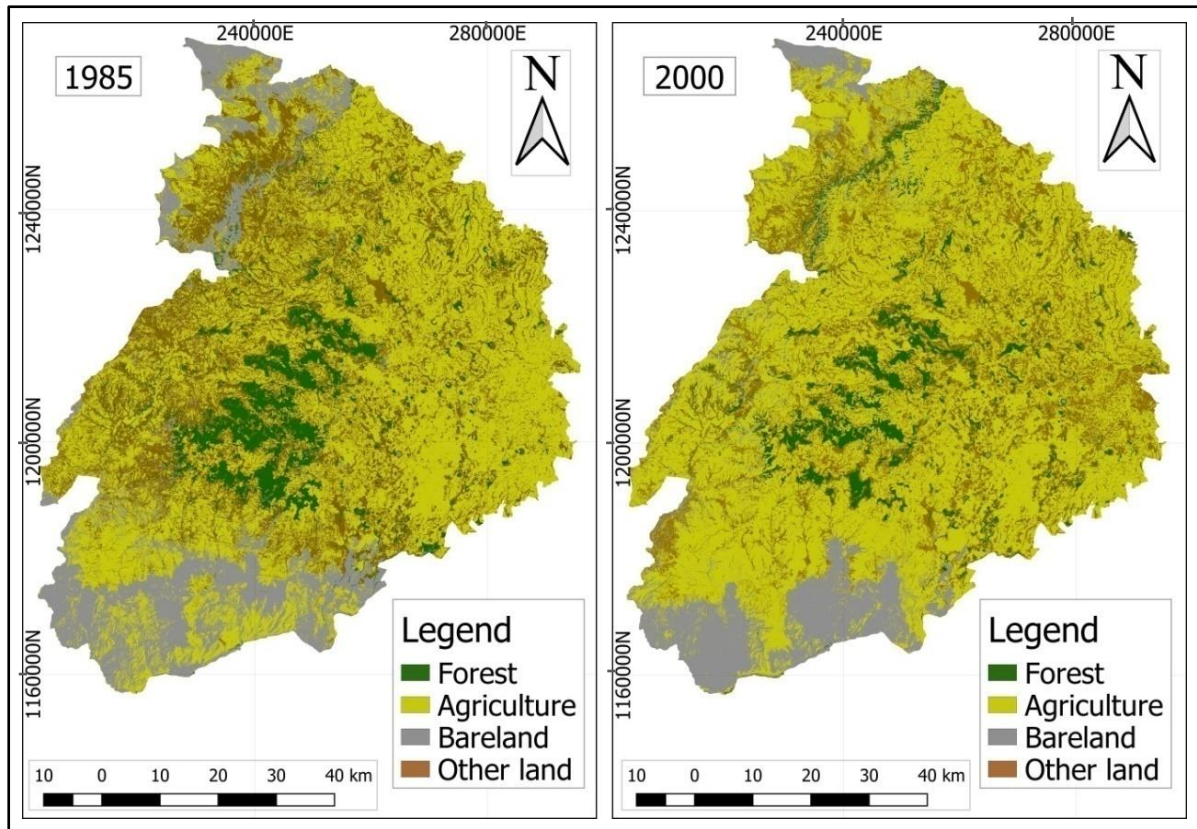 240000E 280000E
1985
N
1240000N
1200000N
1160000N
Legend
Forest
Agriculture
Bareland
Other land
10 0 10 20 30 40 km
240000E 280000E
2000
N
1240000N
1200000N
1160000N
Legend
Forest
Agriculture
Bareland
Other land
10 0 10 20 30 40 km